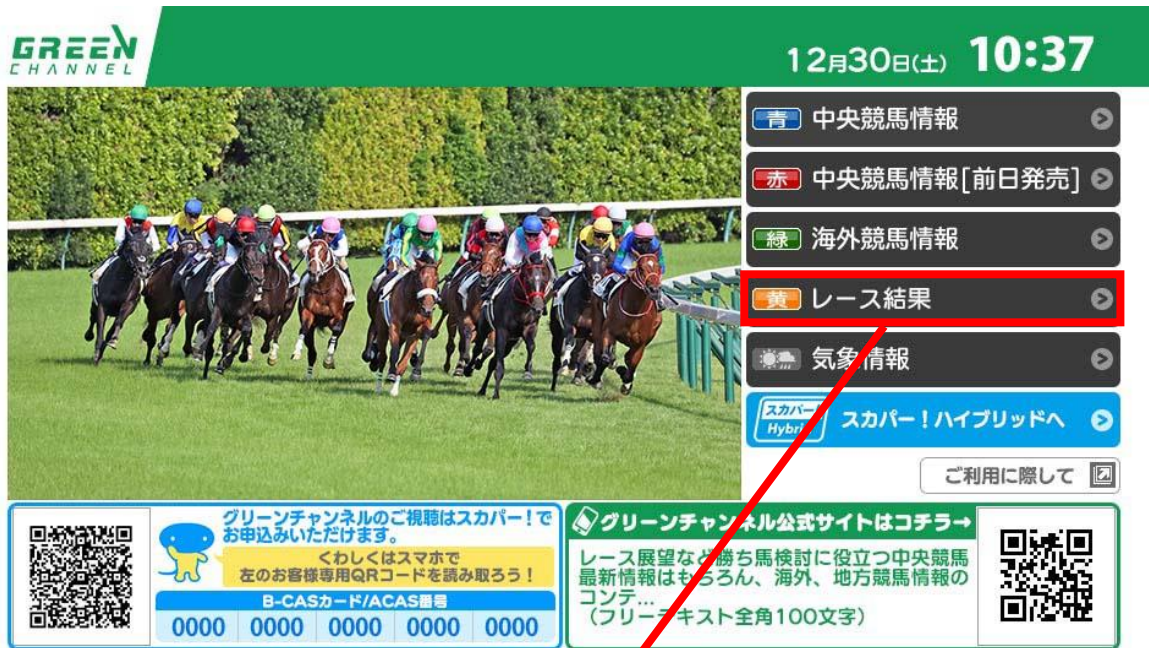 GREEN
CHANNEL
12月30日(土) 10:37
青 中央競馬情報
赤 中央競馬情報[前日発売]
緑 海外競馬情報
黄 レース結果
気象情報
スカパー!
Hybrid スカパー!ハイブリッドへ
ご利用に際して
グリーンチャンネルのご視聴はスカパー!で
お申込みいただけます。
くわしくはスマホで
左のお客様専用QRコードを読み取ろう!
B-CASカード/ACAS番号
0000 0000 0000 0000 0000
グリーンチャンネル公式サイトはコチラ→
レース展望など勝ち馬検討に役立つ中央競馬
最新情報はもちろん、海外、地方競馬情報の
コンテ...
(フリーテキスト全角100文字)